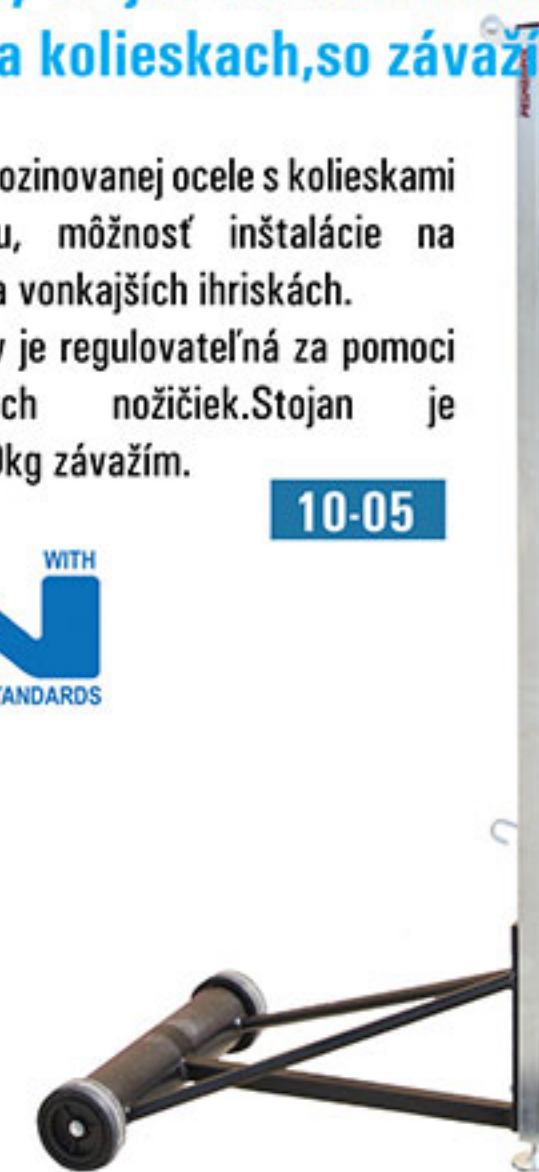 a kolieskach,so závaží
ozinovanej ocele s kolieskami
u, môžnosť inštalácie na
a vonkajších ihriskách.
y je regulovateľná za pomoci
ch nožičiek.Stojan je
0kg závažím.
10-05
WITH
TANDARDS